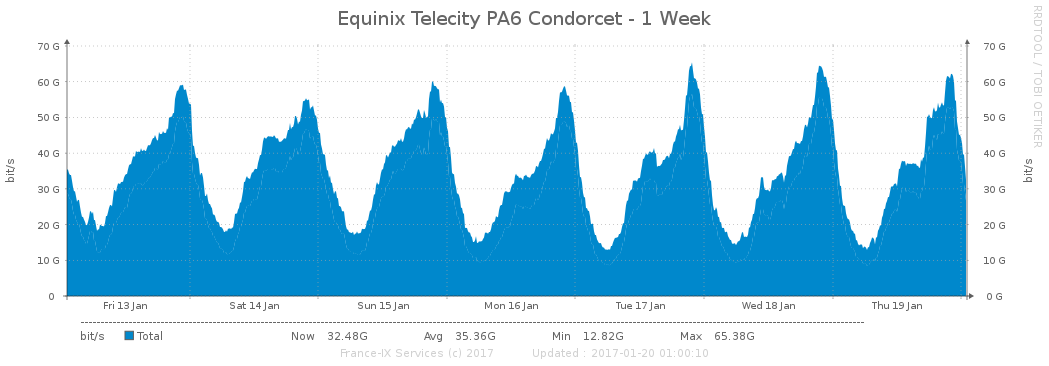 Equinix Telecity PA6 Condorcet - 1 Week
RRDTOOL / TOBI OETIKER
bit/s
70 G
60 G
50 G
40 G
30 G
20 G
10 G
0
70 G
60 G
50 G
40 G
30 G
20 G
10 G
0 G
bit/s
Fri 13 Jan Sat 14 Jan Sun 15 Jan Mon 16 Jan Tue 17 Jan Wed 18 Jan Thu 19 Jan
bit/s Total Now 32.48G Avg 35.36G Min 12.82G Max 65.38G
France-IX Services (c) 2017 Updated : 2017-01-20 01:00:10